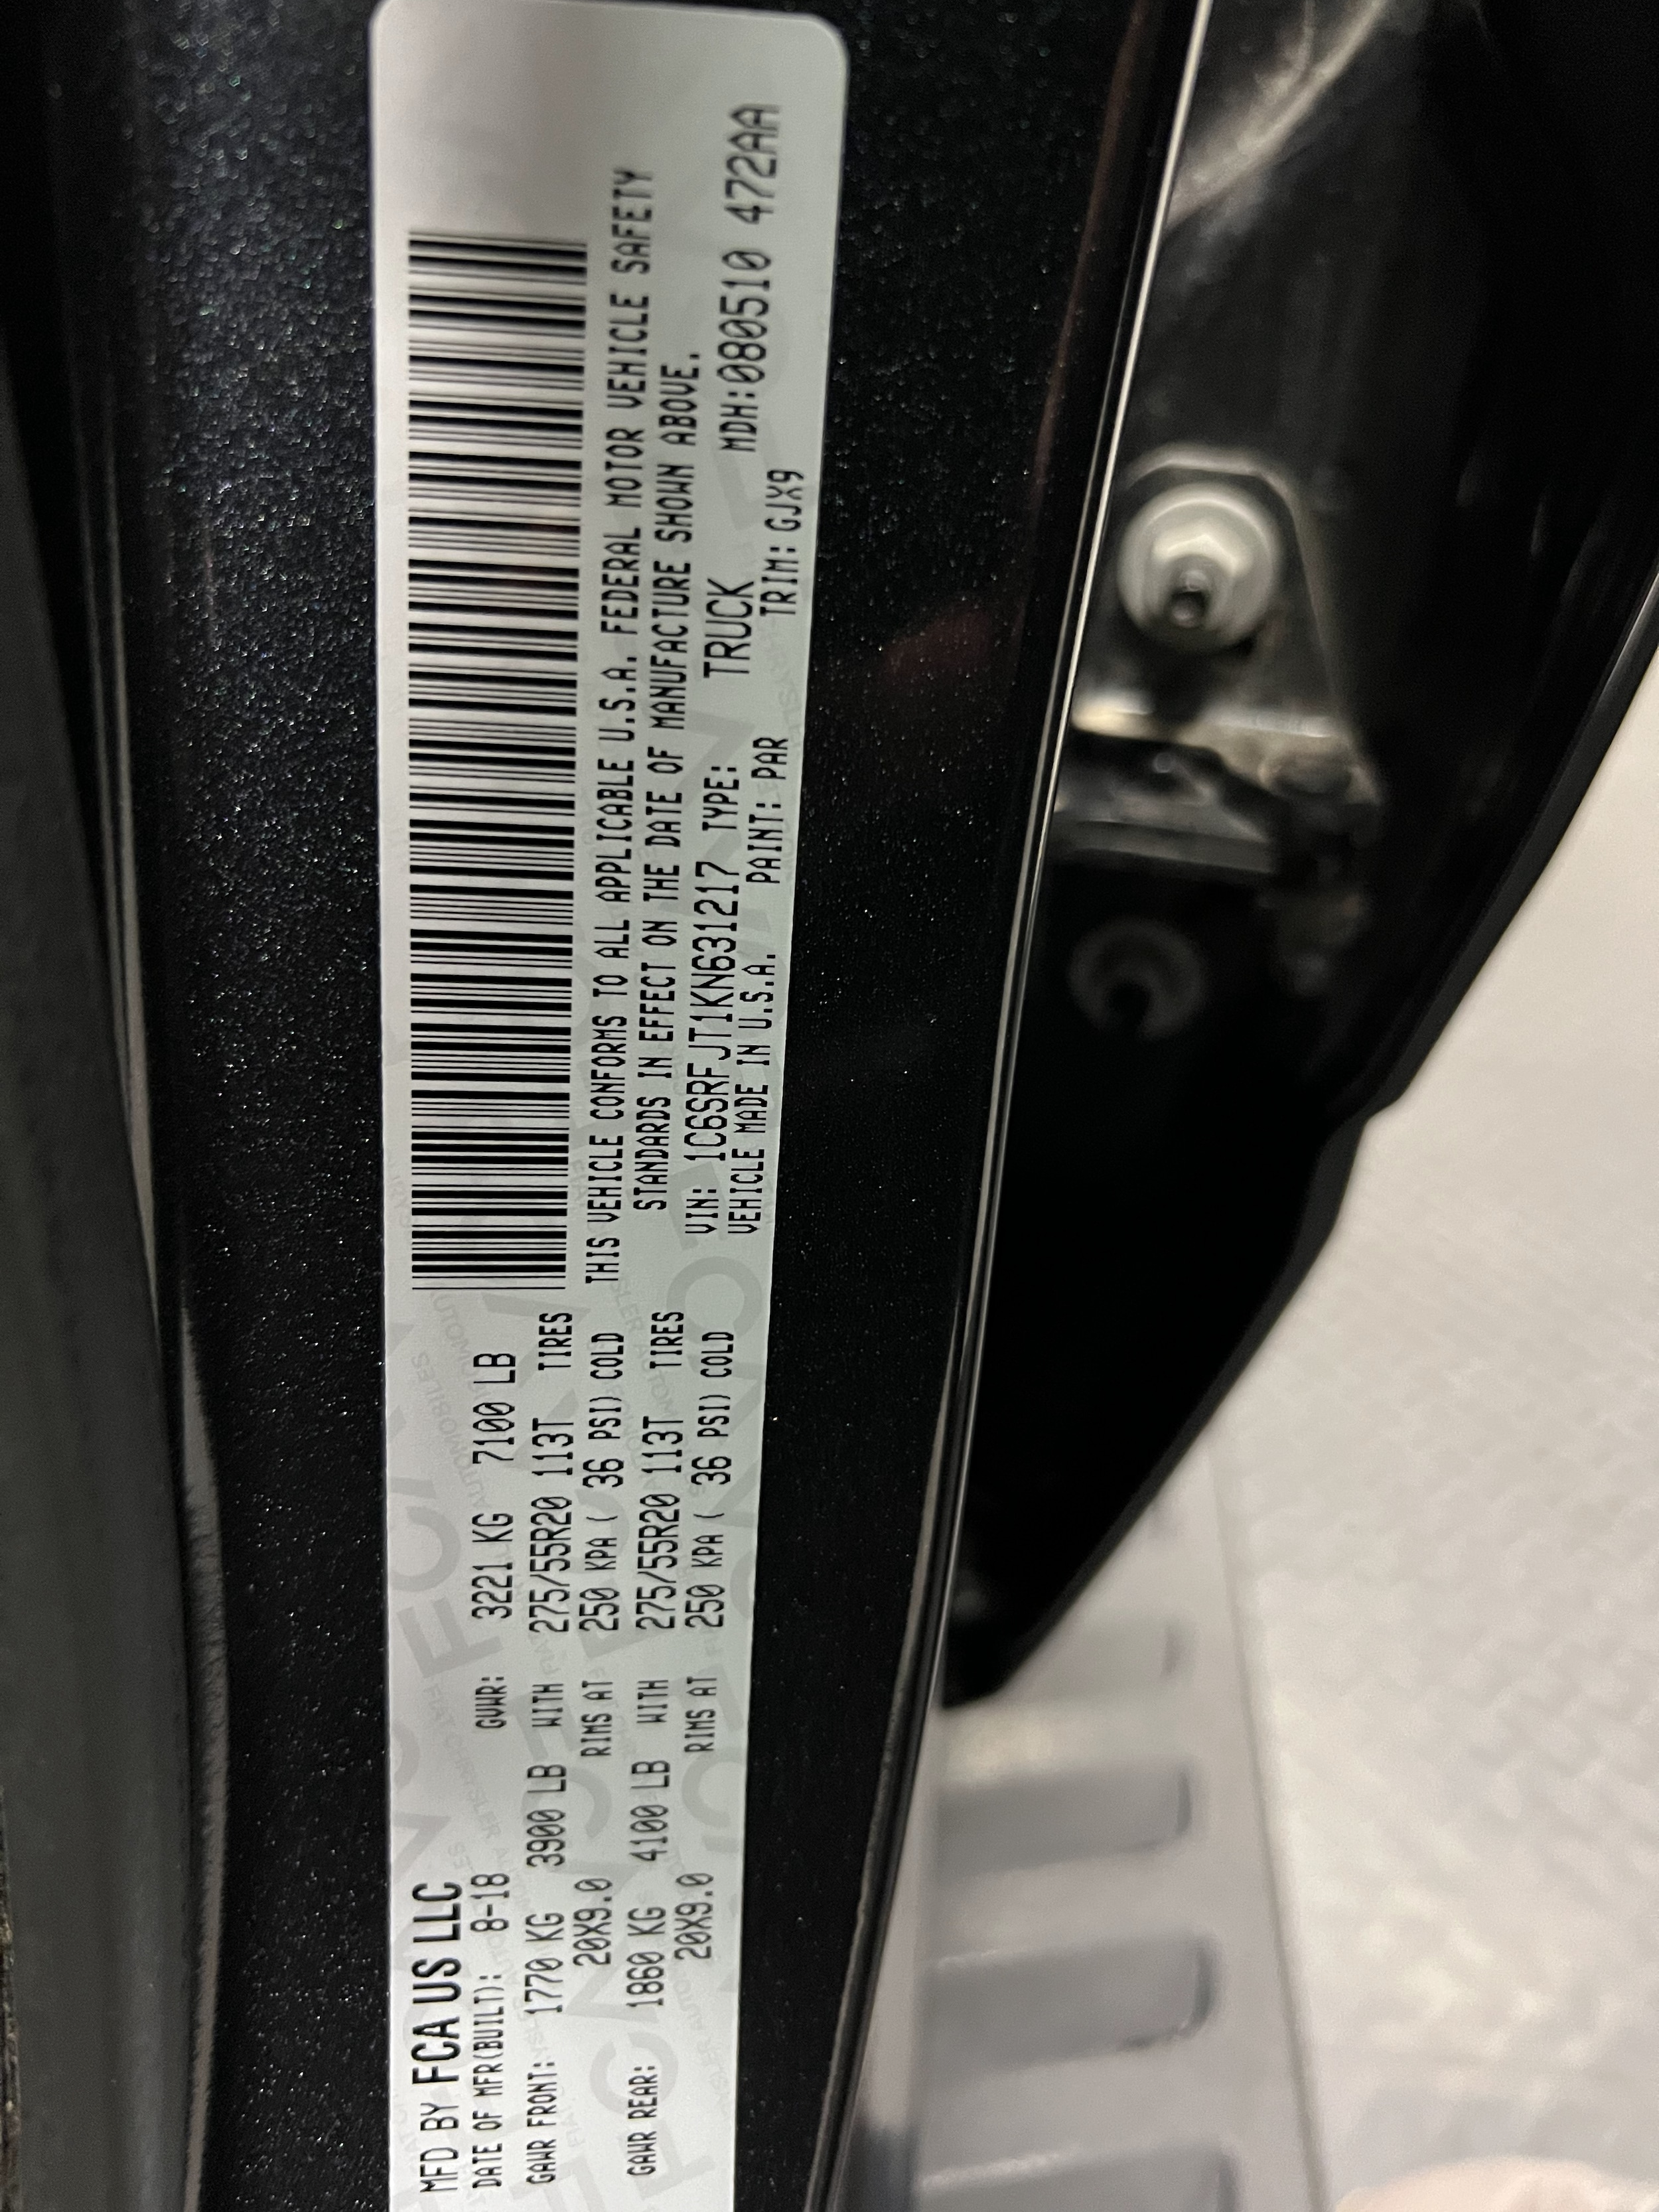 MFD BY FCA US LLC
DATE OF MFR(BUILT): 8-18 GVWR: 3221 KG 7100 LB
GAWR FRONT: 1770 KG 3900 LB WITH 275/55R20 113T TIRES
20X9.0 RIMS AT 250 KPA ( 36 PSI) COLD
GAWR REAR: 1860 KG 4100 LB WITH 275/55R20 113T TIRES
20X9.0 RIMS AT 250 KPA ( 36 PSI) COLD
THIS VEHICLE CONFORMS TO ALL APPLICABLE U.S.A. FEDERAL MOTOR VEHICLE SAFETY
STANDARDS IN EFFECT ON THE DATE OF MANUFACTURE SHOWN ABOVE.
VIN: 1C6SRFJT1KN631217 TYPE: TRUCK MDH:080510 472AA
VEHICLE MADE IN U.S.A. PAINT: PAR TRIM: GJX9